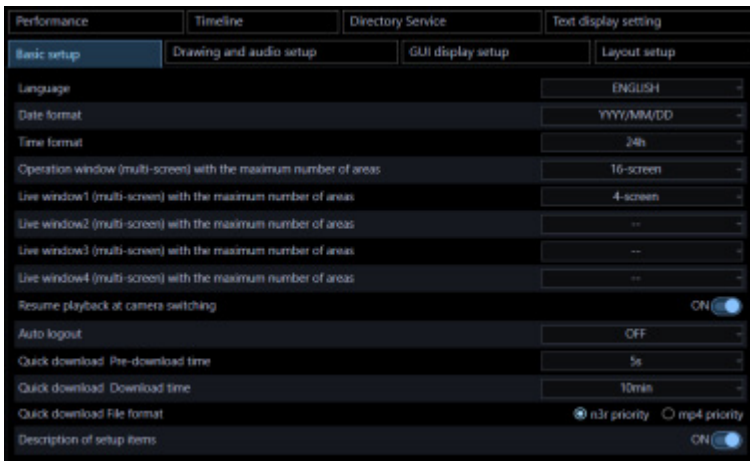 Performance Timeline Directory Service Text display setting
Basic setup Drawing and audio setup GUI display setup Layout setup
Language ENGLISH
Date format YYYY/MM/DD
Time format 24h
Operation window (multi-screen) with the maximum number of areas 16-screen
Live window1 (multi-screen) with the maximum number of areas 4-screen
Live window2 (multi-screen) with the maximum number of areas --
Live window3 (multi-screen) with the maximum number of areas --
Live window4 (multi-screen) with the maximum number of areas --
Resume playback at camera switching ON
Auto logout OFF
Quick download Pre-download time 5s
Quick download Download time 10min
Quick download File format n3r priority mp4 priority
Description of setup items ON